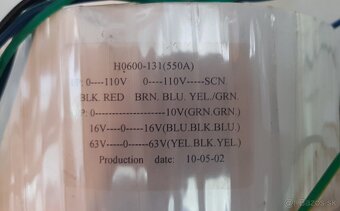 H0600-131(550A)
P: 0----110V 0----110V-----SCN.
BLK. RED BRN. BLU. YEL./GRN.
P: 0--------------------10V(GRN.GRN.)
16V----0------16V(BLU.BLK.BLU.)
63V----0------63V(YEL.BLK.YEL.)
Production date: 10-05-02